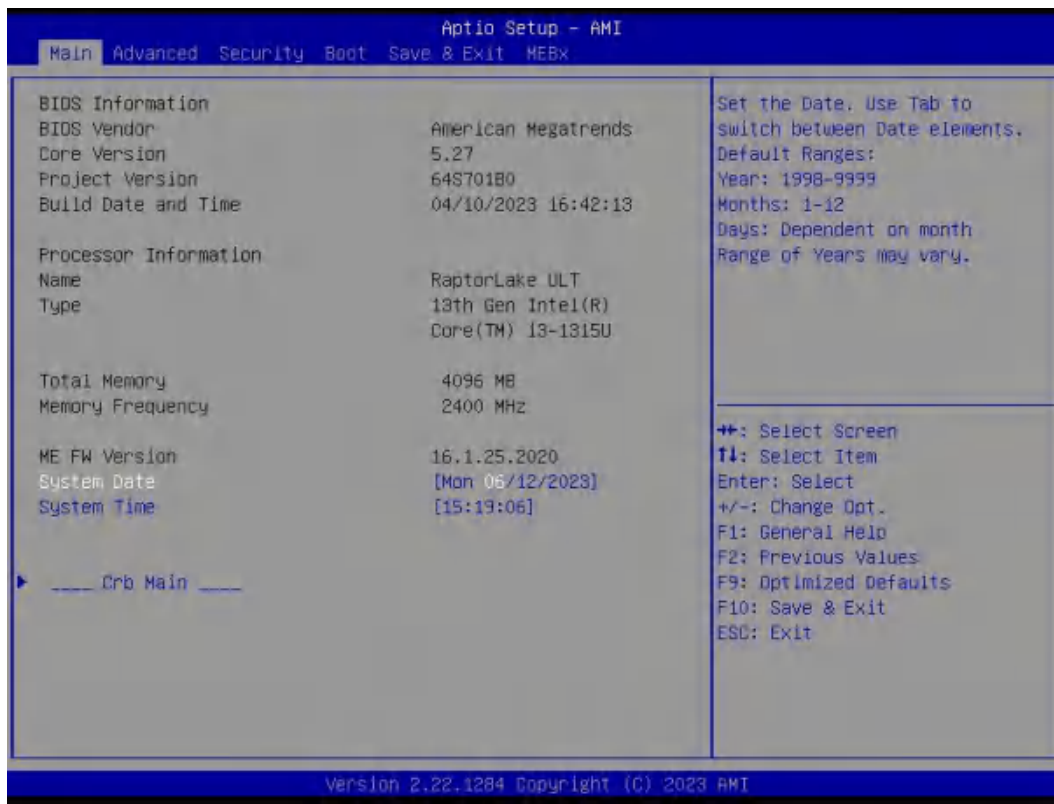 Aptio Setup - AMI
Main Advanced Security Boot Save & Exit MEBx
BIOS Information
BIOS Vendor American Megatrends
Core Version 5.27
Project Version 64S701B0
Build Date and Time 04/10/2023 16:42:13
Processor Information
Name RaptorLake ULT
Type 13th Gen Intel(R)
Core(TM) i3-1315U
Total Memory 4096 MB
Memory Frequency 2400 MHz
ME FW Version 16.1.25.2020
System Date [Mon 06/12/2023]
System Time [15:19:06]
____ Crb Main ____
Set the Date. Use Tab to
switch between Date elements.
Default Ranges:
Year: 1998-9999
Months: 1-12
Days: Dependent on month
Range of Years may vary.
→←: Select Screen
↑↓: Select Item
Enter: Select
+/-: Change Opt.
F1: General Help
F2: Previous Values
F9: Optimized Defaults
F10: Save & Exit
ESC: Exit
Version 2.22.1284 Copyright (C) 2023 AMI